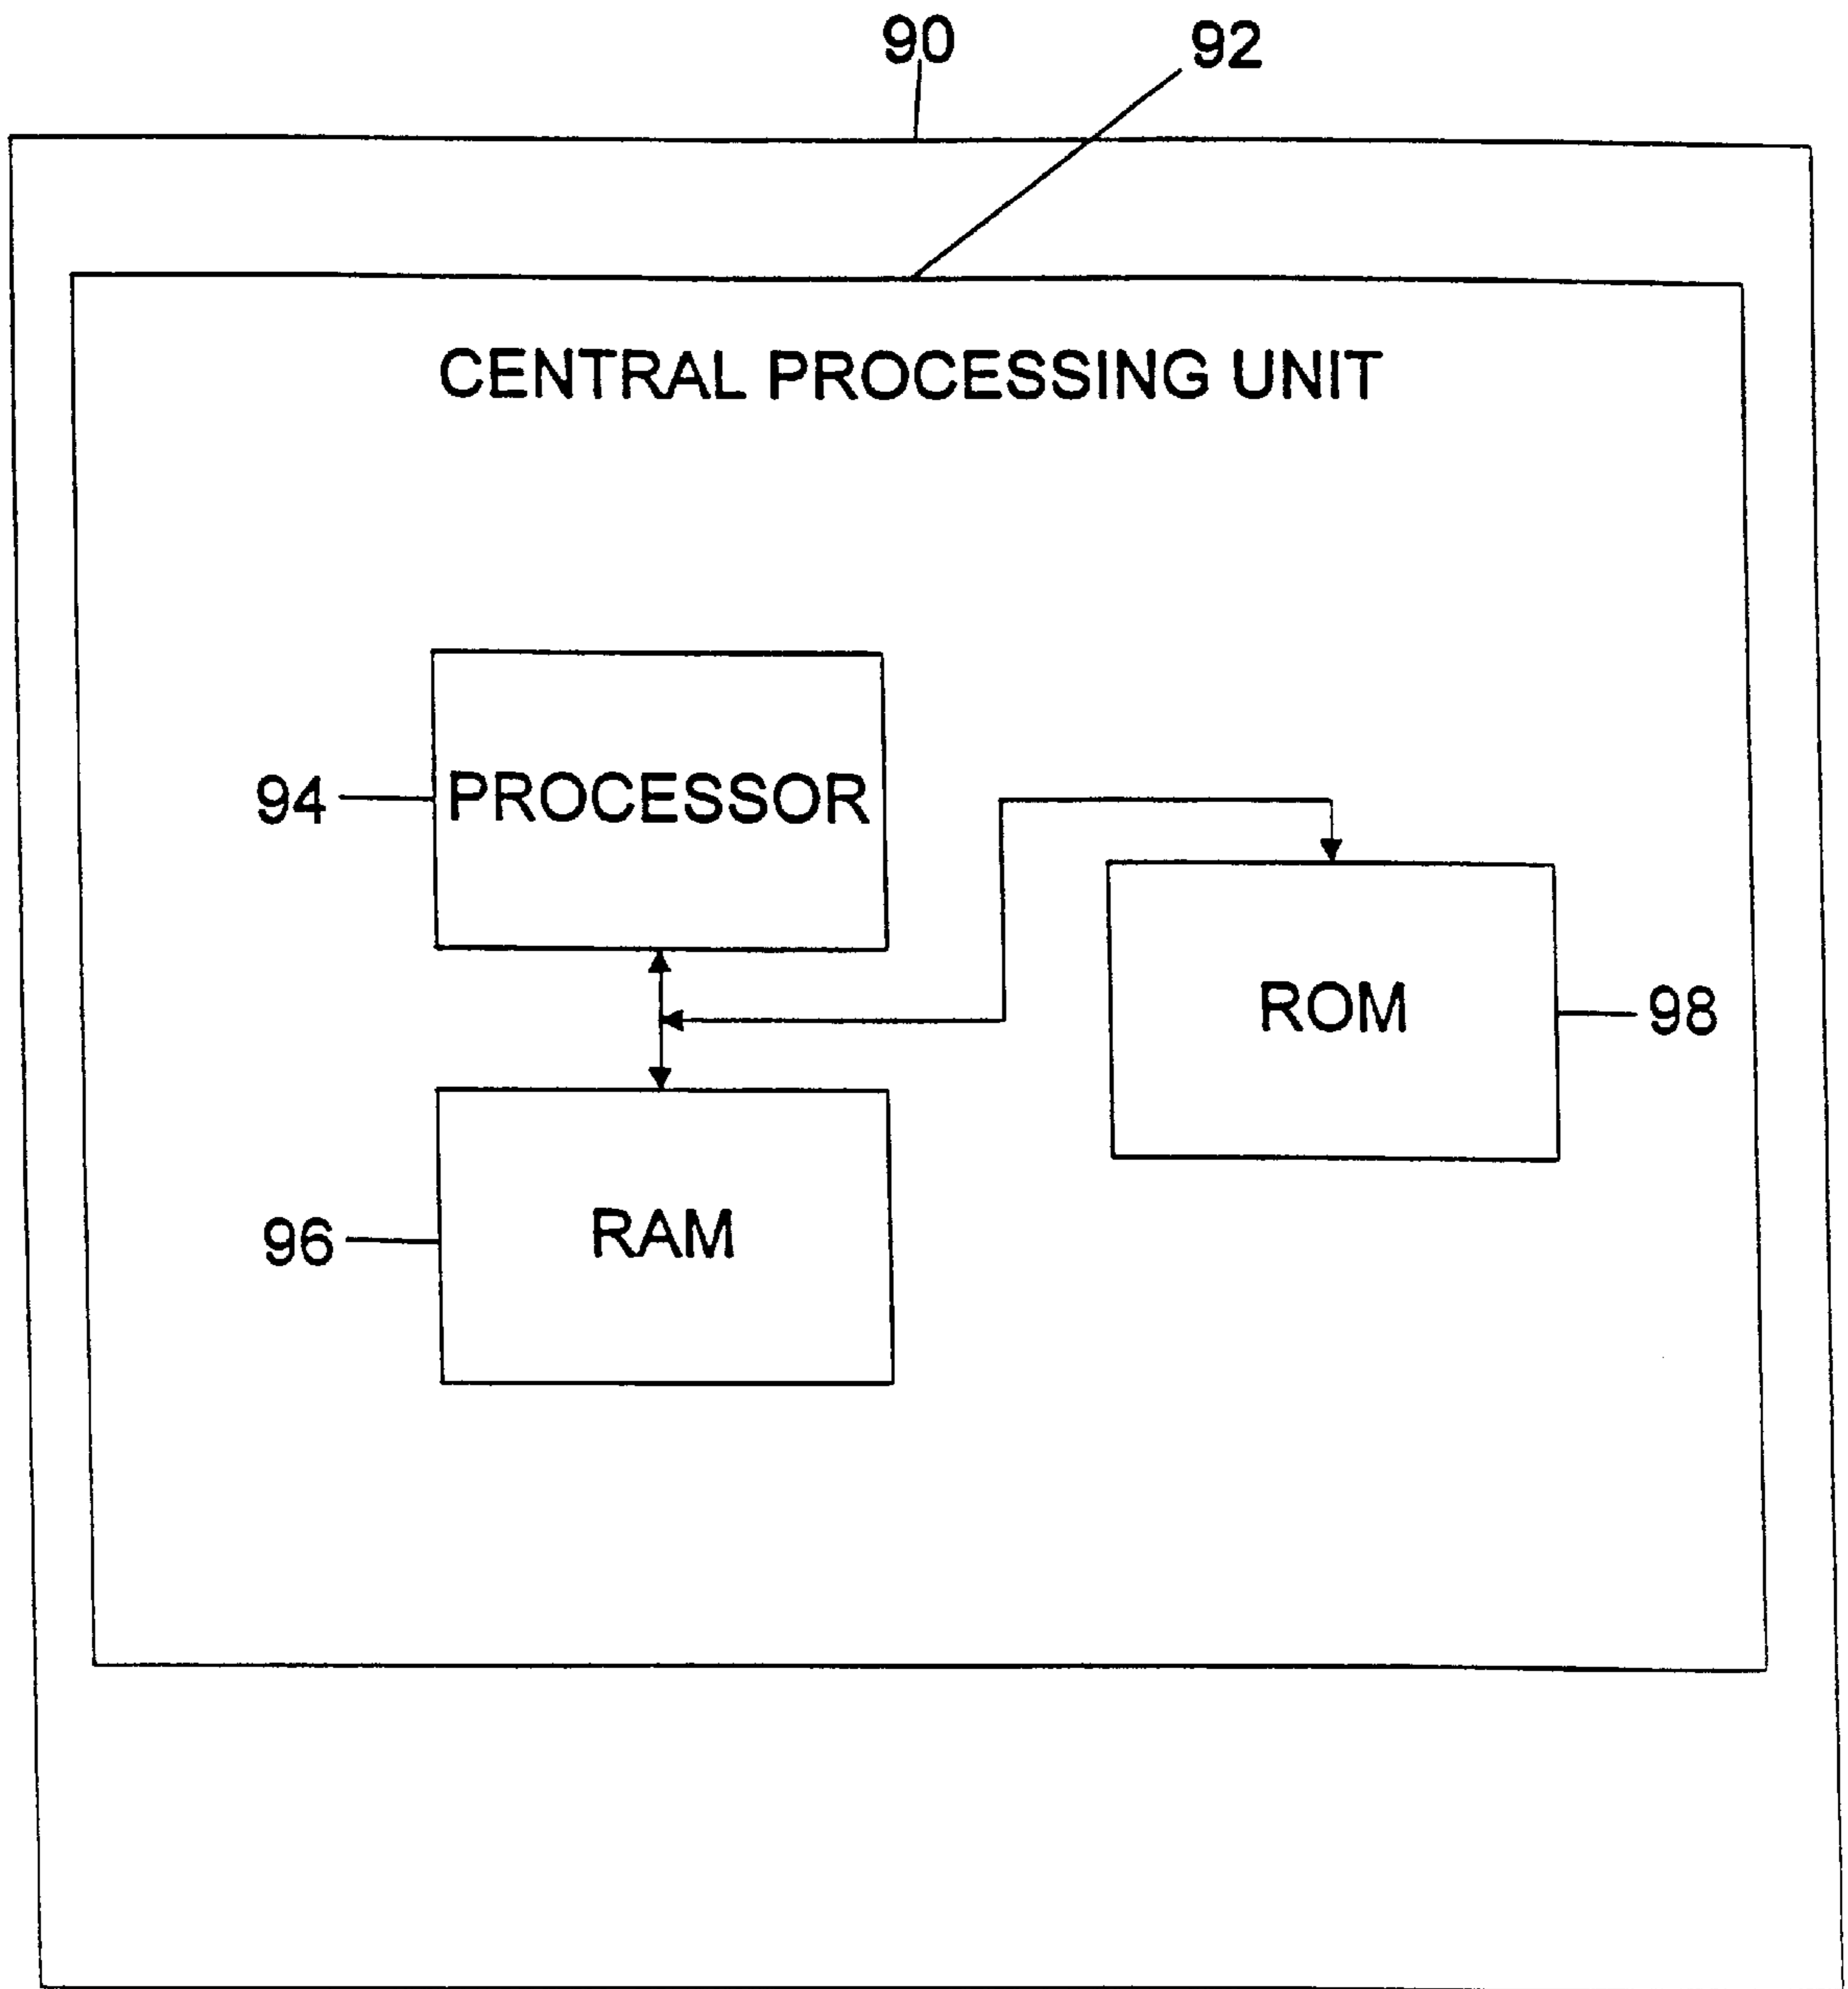 90 92
CENTRAL PROCESSING UNIT
94 PROCESSOR
ROM 98
96 RAM